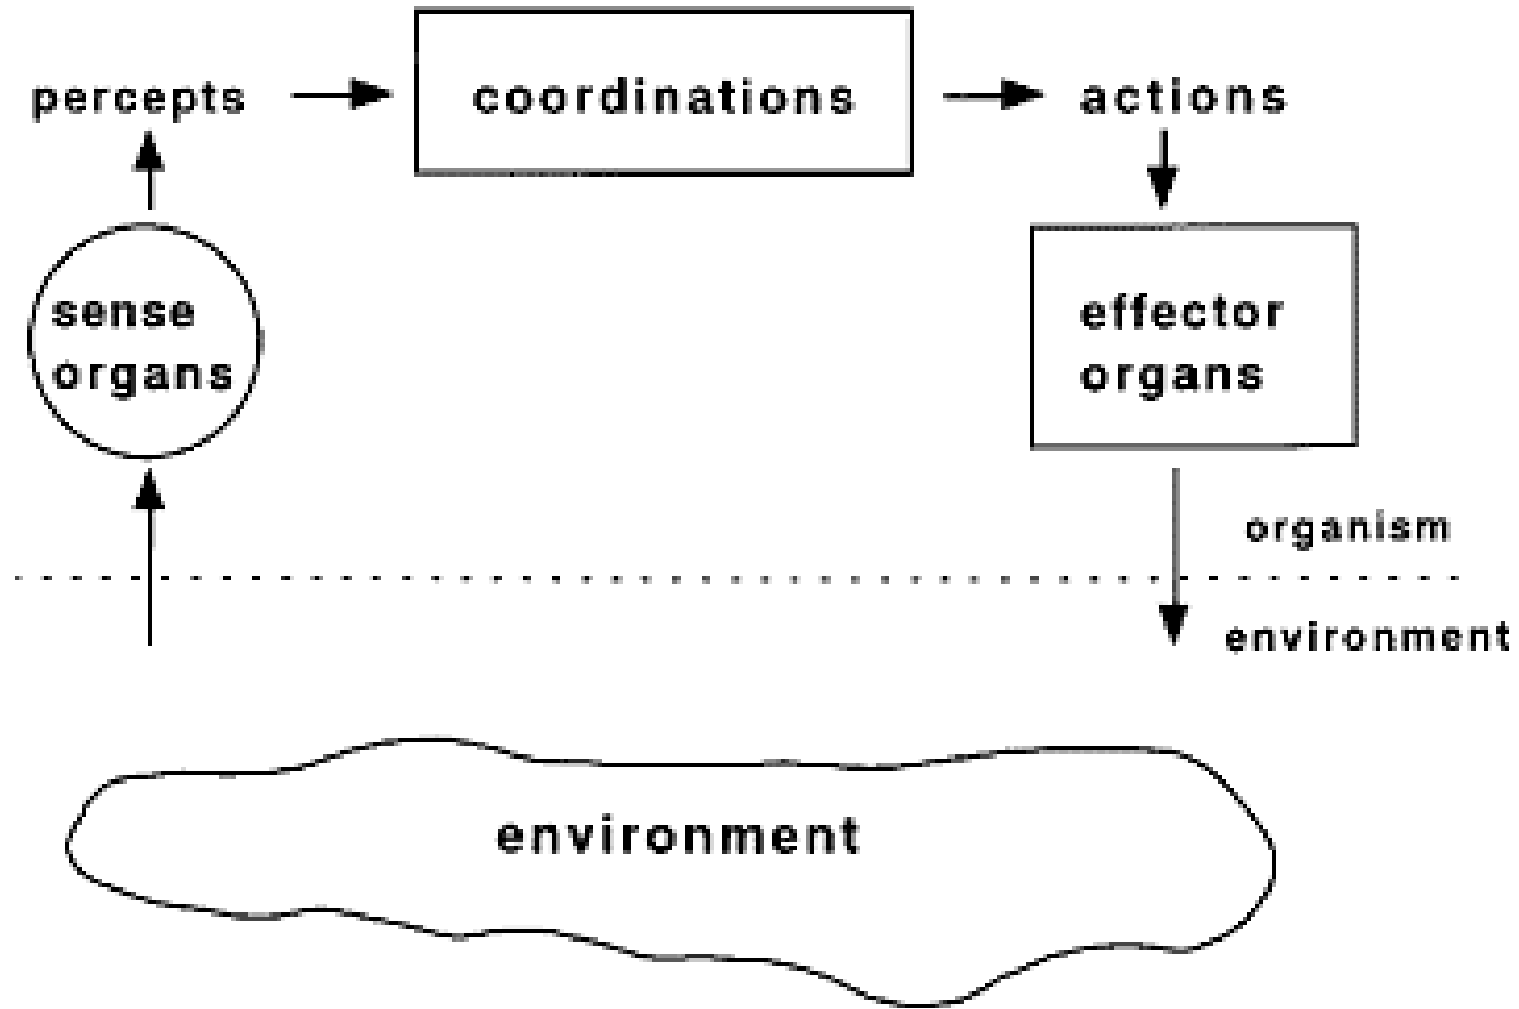 percepts
coordinations
actions
sense
organs
effector
organs
organism
environment
environment